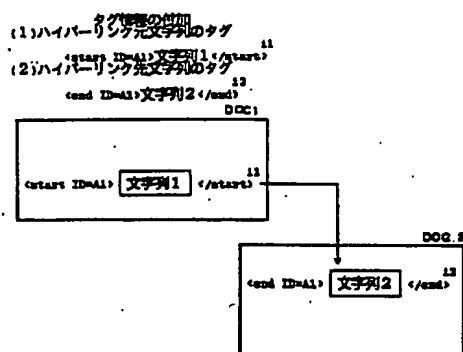 タグ情報の付加
(1)ハイパーリンク元文字列のタグ
i1
<start ID=A1>文字列1</start>
(2)ハイパーリンク先文字列のタグ
i2
<end ID=A1>文字列2</end>
DOC1
i1
<start ID=A1> 文字列1 </start>
DOC.2
i2
<end ID=A1> 文字列2 </end>